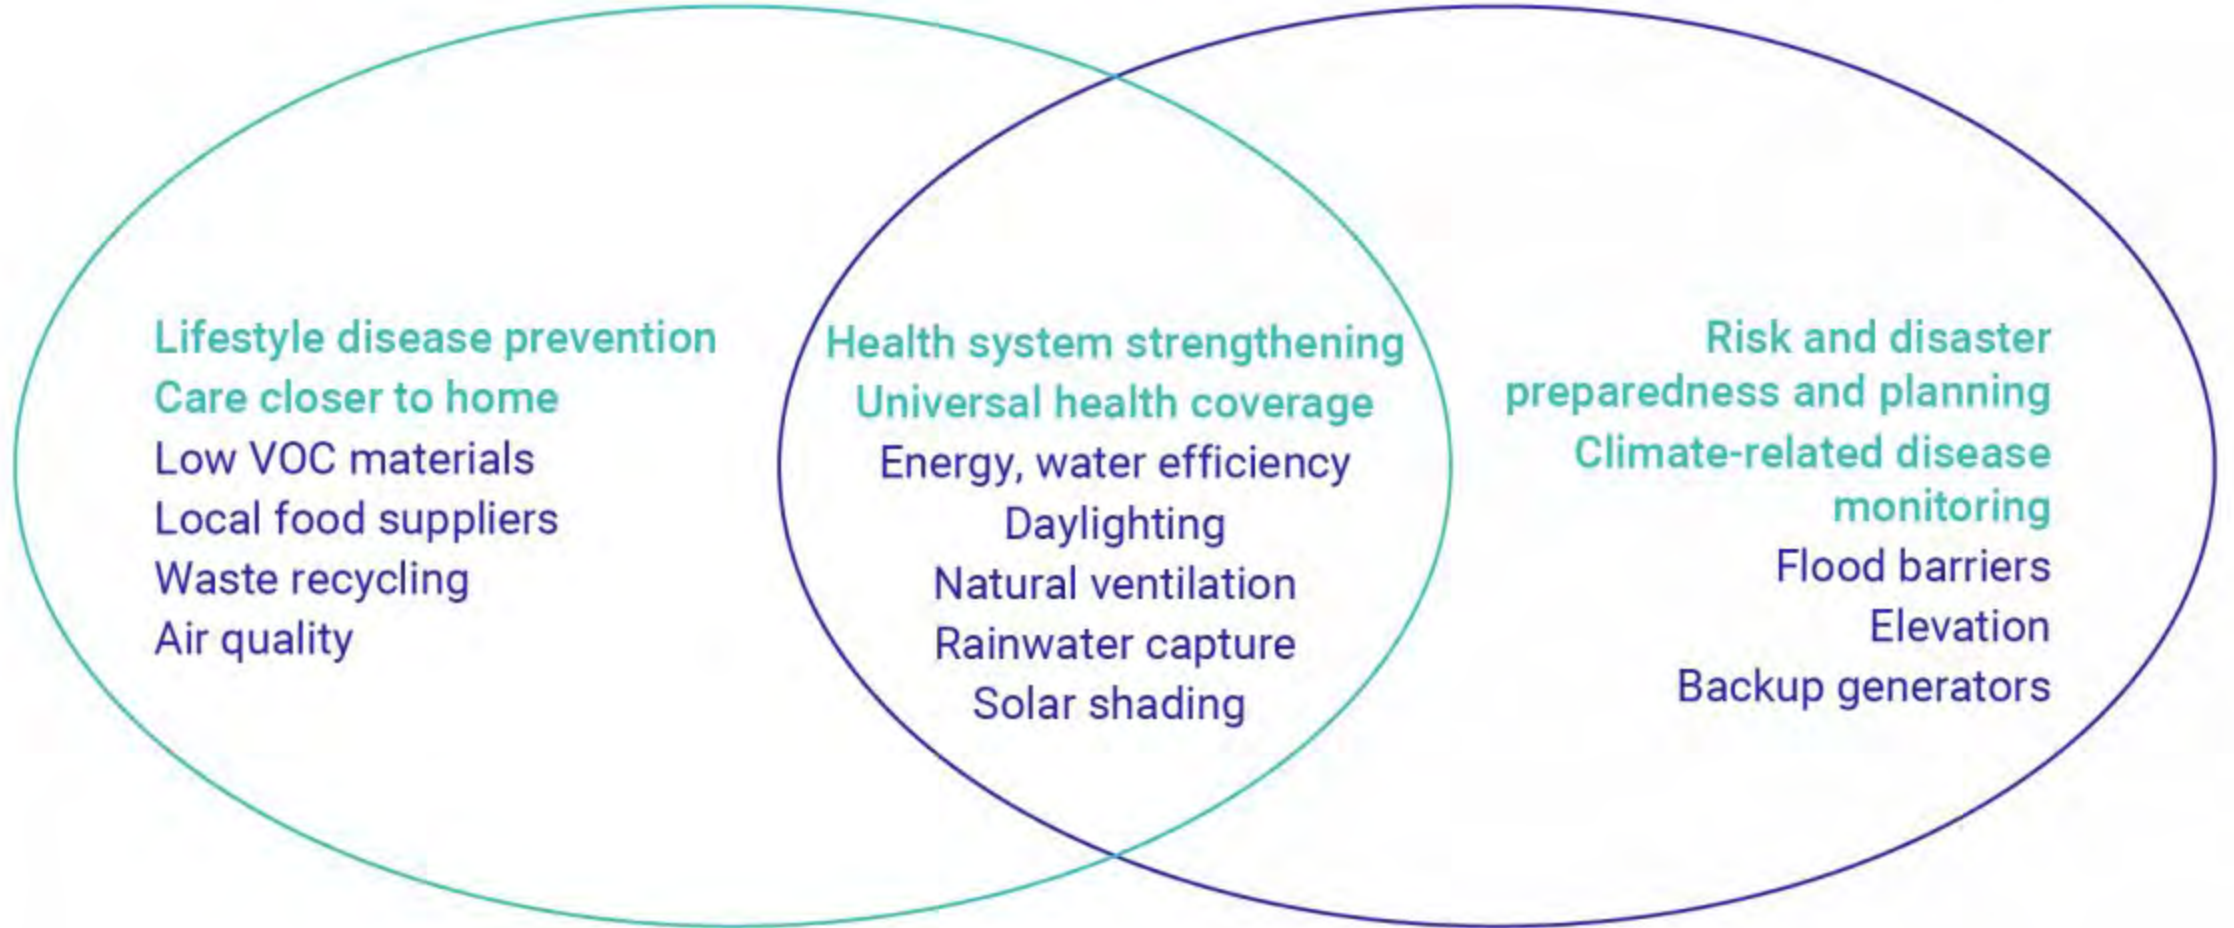 Lifestyle disease prevention
Care closer to home
Low VOC materials
Local food suppliers
Waste recycling
Air quality
Health system strengthening
Universal health coverage
Energy, water efficiency
Daylighting
Natural ventilation
Rainwater capture
Solar shading
Risk and disaster
preparedness and planning
Climate-related disease
monitoring
Flood barriers
Elevation
Backup generators